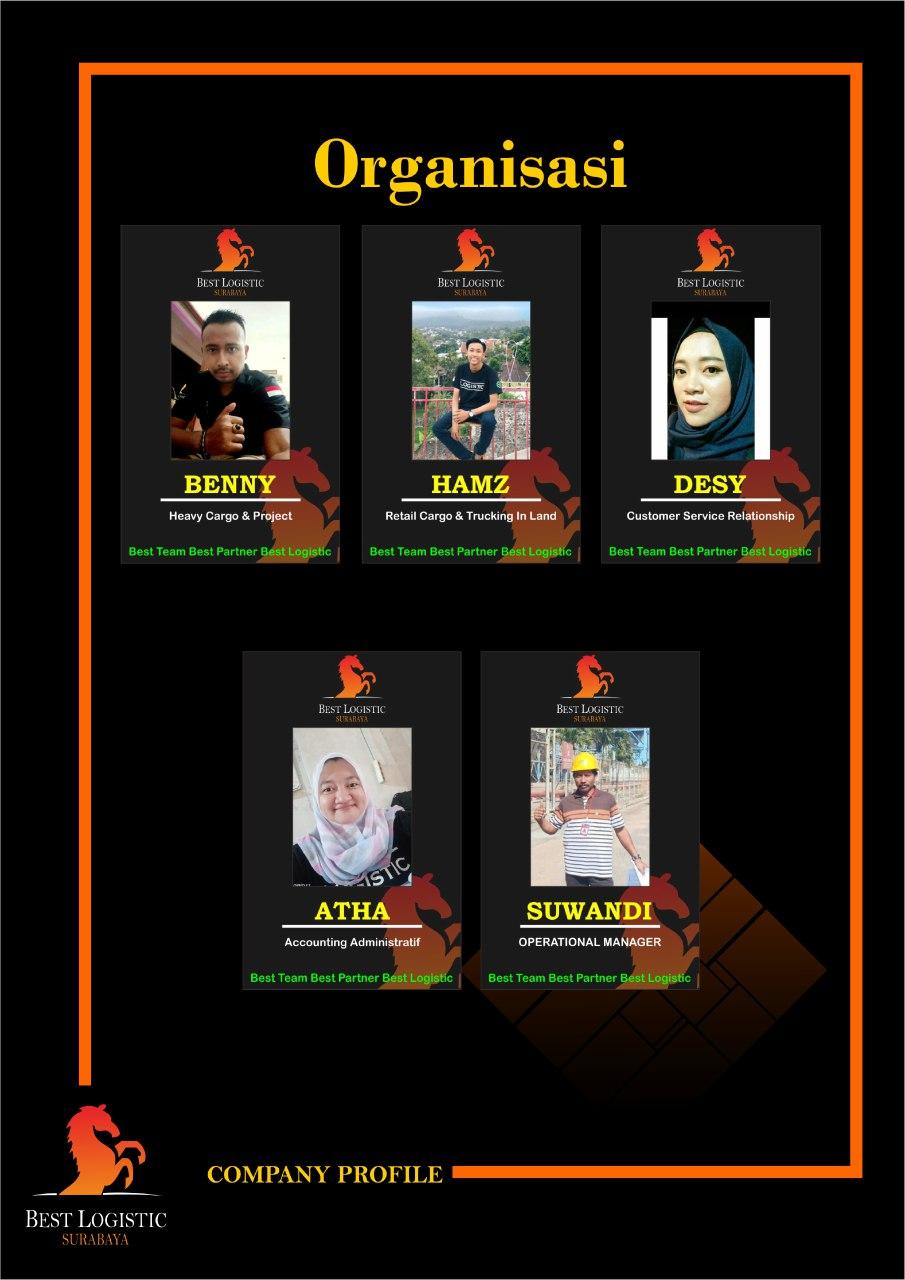 Organisasi
BEST LOGISTIC
SURABAYA
BENNY
Heavy Cargo & Project
Best Team Best Partner Best Logistic
BEST LOGISTIC
SURABAYA
LOGISTIC
HAMZ
Retail Cargo & Trucking In Land
Best Team Best Partner Best Logistic
BEST LOGISTIC
SURABAYA
DESY
Customer Service Relationship
Best Team Best Partner Best Logistic
BEST LOGISTIC
SURABAYA
ISTIC
ATHA
Accounting Administratif
Best Team Best Partner Best Logistic
BEST LOGISTIC
SURABAYA
SUWANDI
OPERATIONAL MANAGER
Best Team Best Partner Best Logistic
COMPANY PROFILE
BEST LOGISTIC
SURABAYA